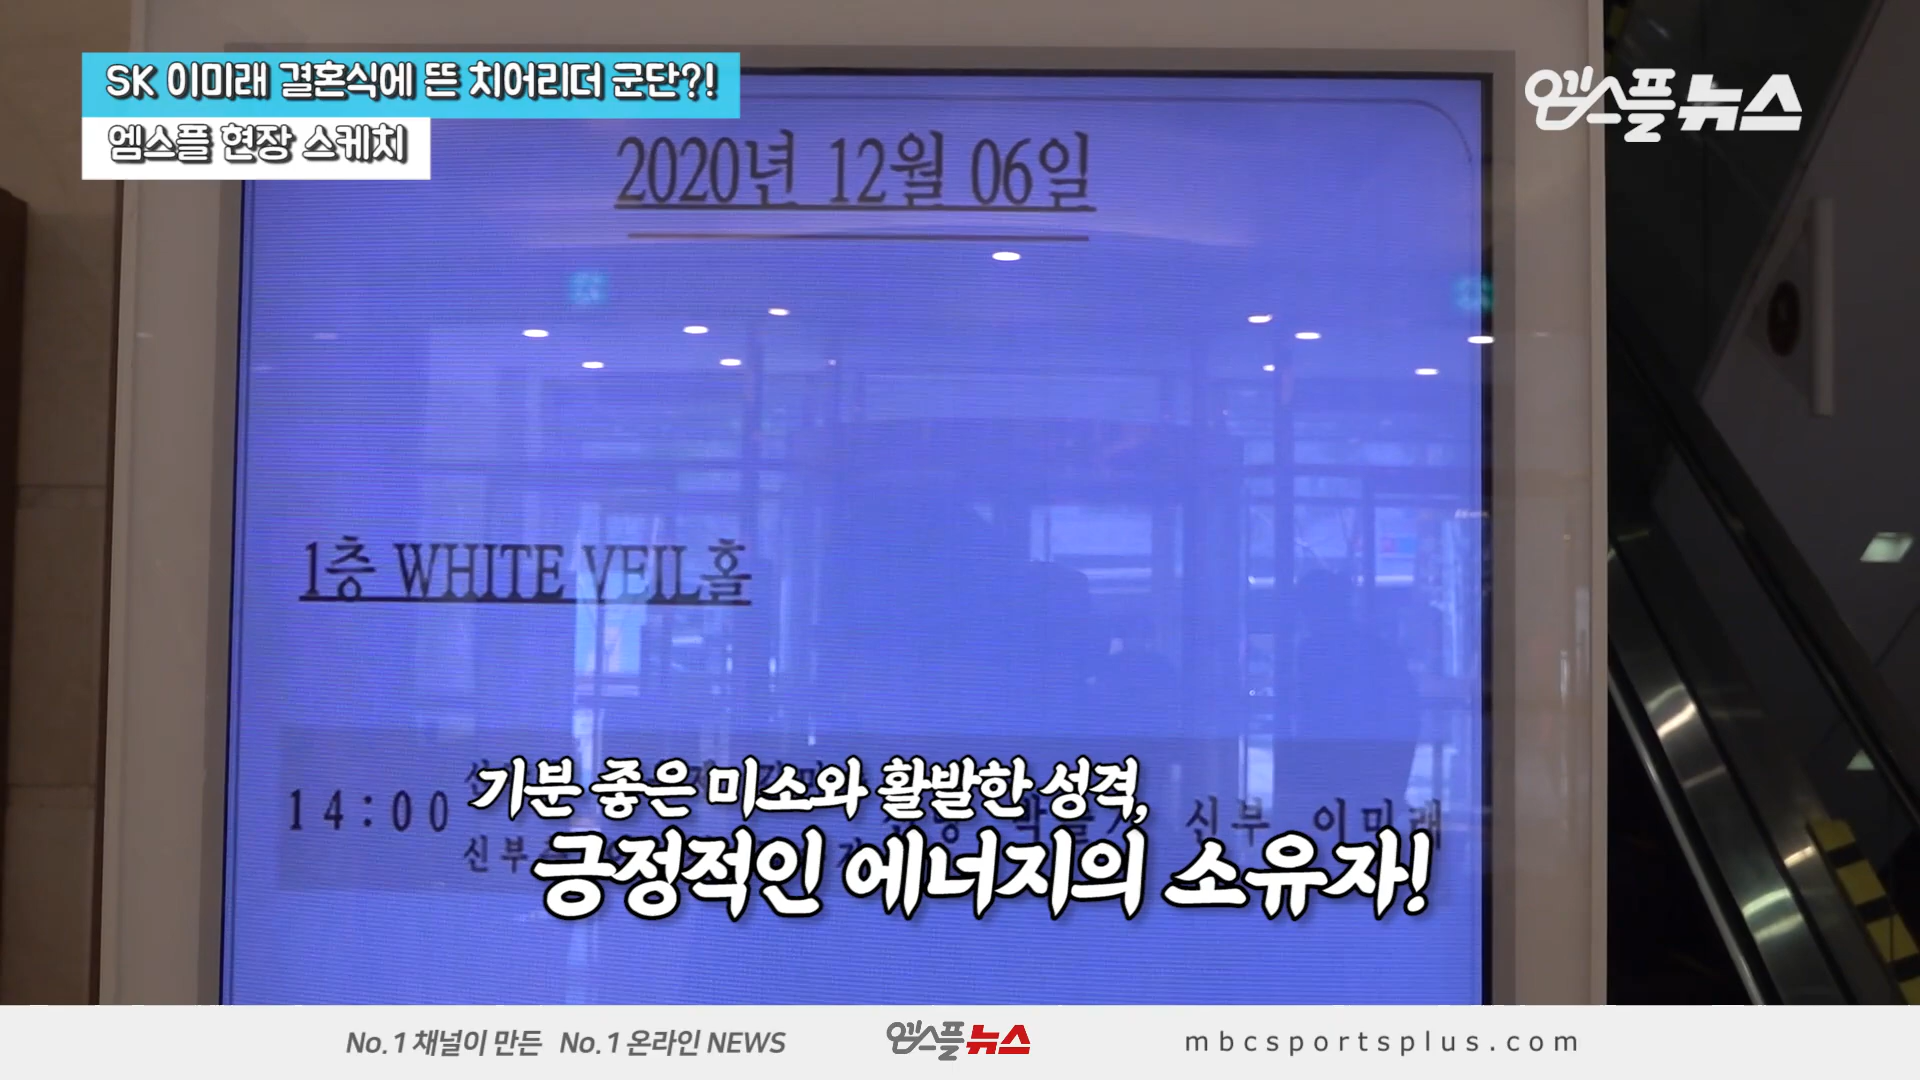 SK 이미래 결혼식에 뜬 치어리더 군단?!
엠스플 현장 스케치
엠스플뉴스
2020년 12월 06일
1층 WHITE VEIL홀
기분 좋은 미소와 활발한 성격,
14:00 신부 이미래
신부
긍정적인 에너지의 소유자!
No.1 채널이 만든 No.1 온라인 NEWS
엠스플뉴스
mbcsportsplus.com